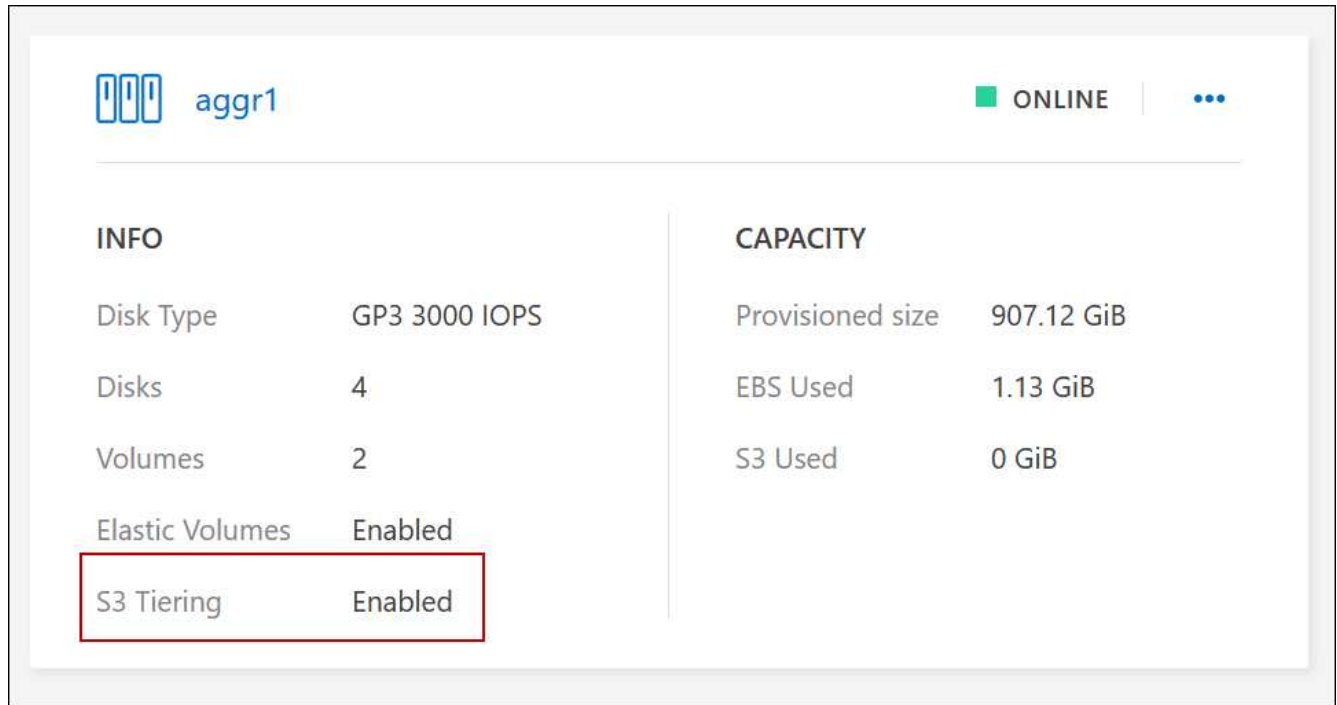 aggr1
ONLINE
INFO
Disk Type GP3 3000 IOPS
Disks 4
Volumes 2
Elastic Volumes Enabled
S3 Tiering Enabled
CAPACITY
Provisioned size 907.12 GiB
EBS Used 1.13 GiB
S3 Used 0 GiB